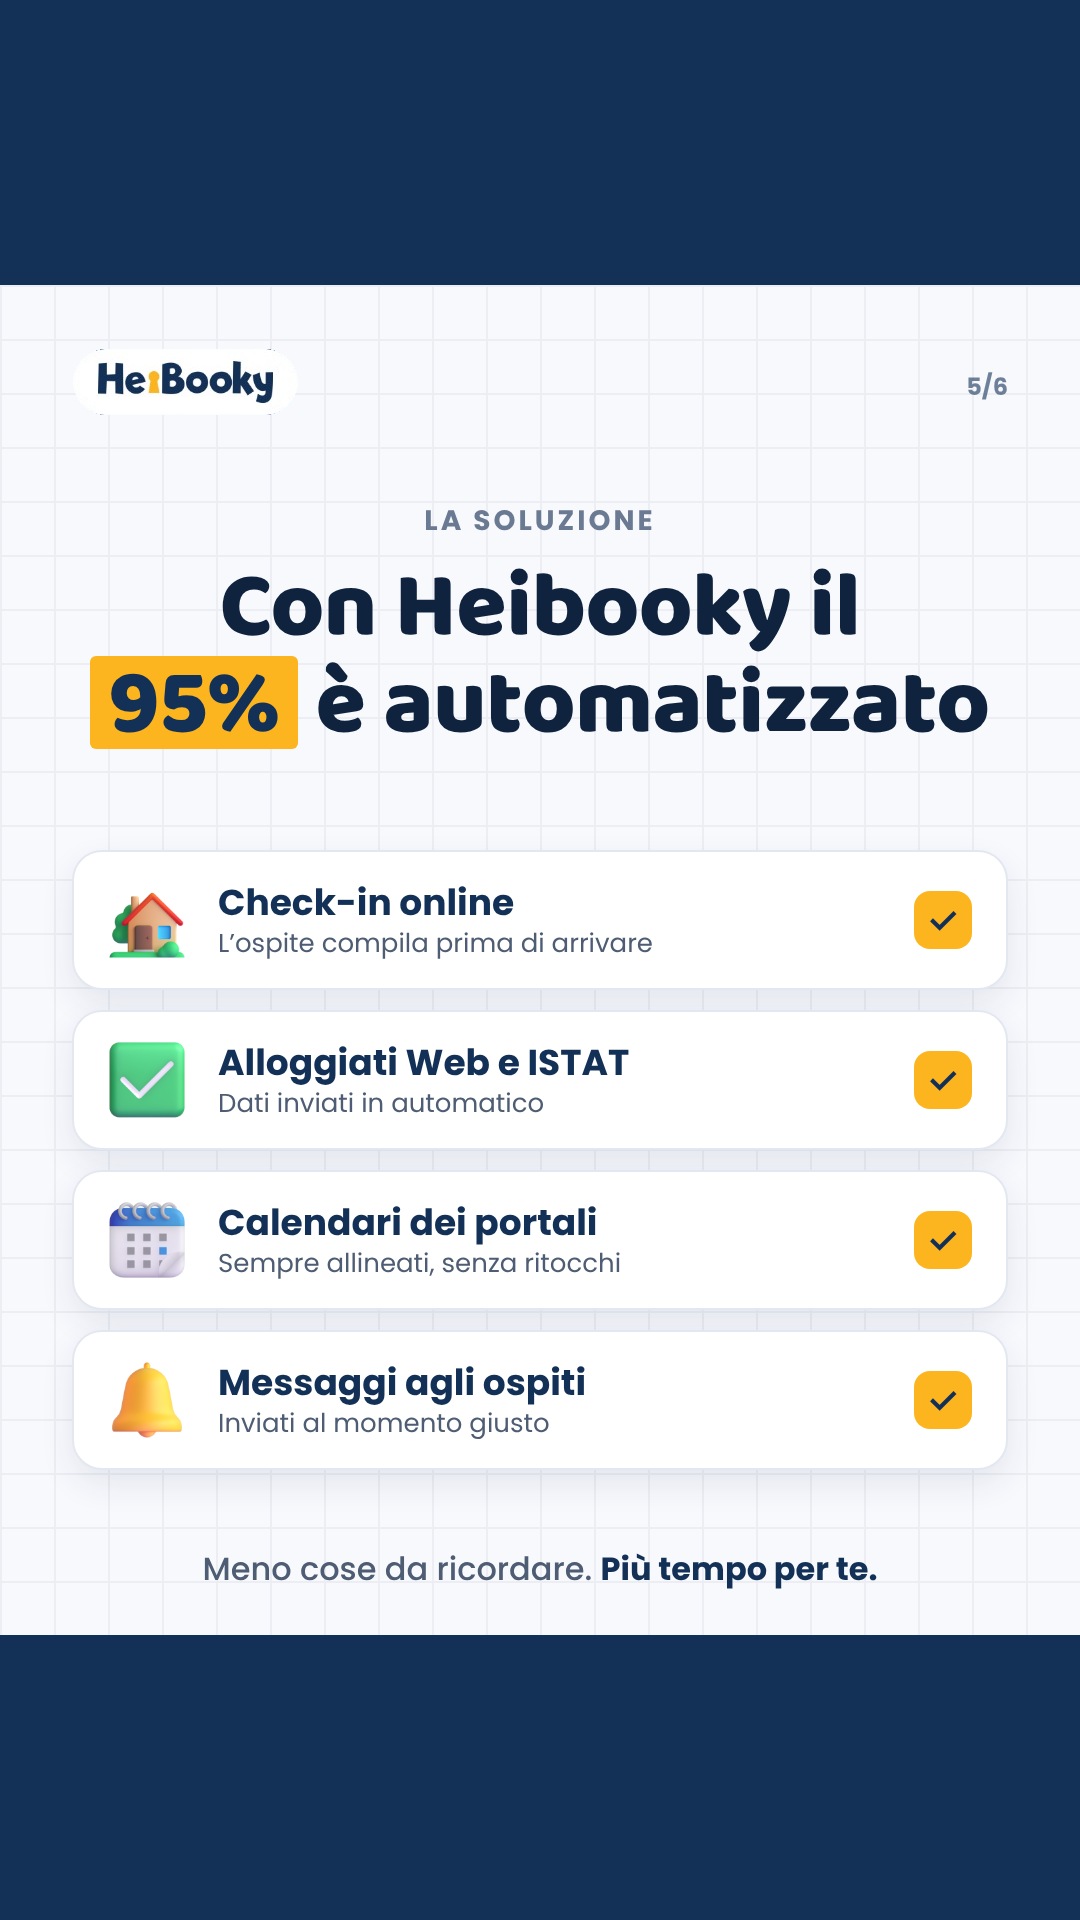 HeiBooky
5/6
LA SOLUZIONE
Con Heibooky il
95% è automatizzato
Check-in online
L’ospite compila prima di arrivare
Alloggiati Web e ISTAT
Dati inviati in automatico
Calendari dei portali
Sempre allineati, senza ritocchi
Messaggi agli ospiti
Inviati al momento giusto
Meno cose da ricordare. Più tempo per te.